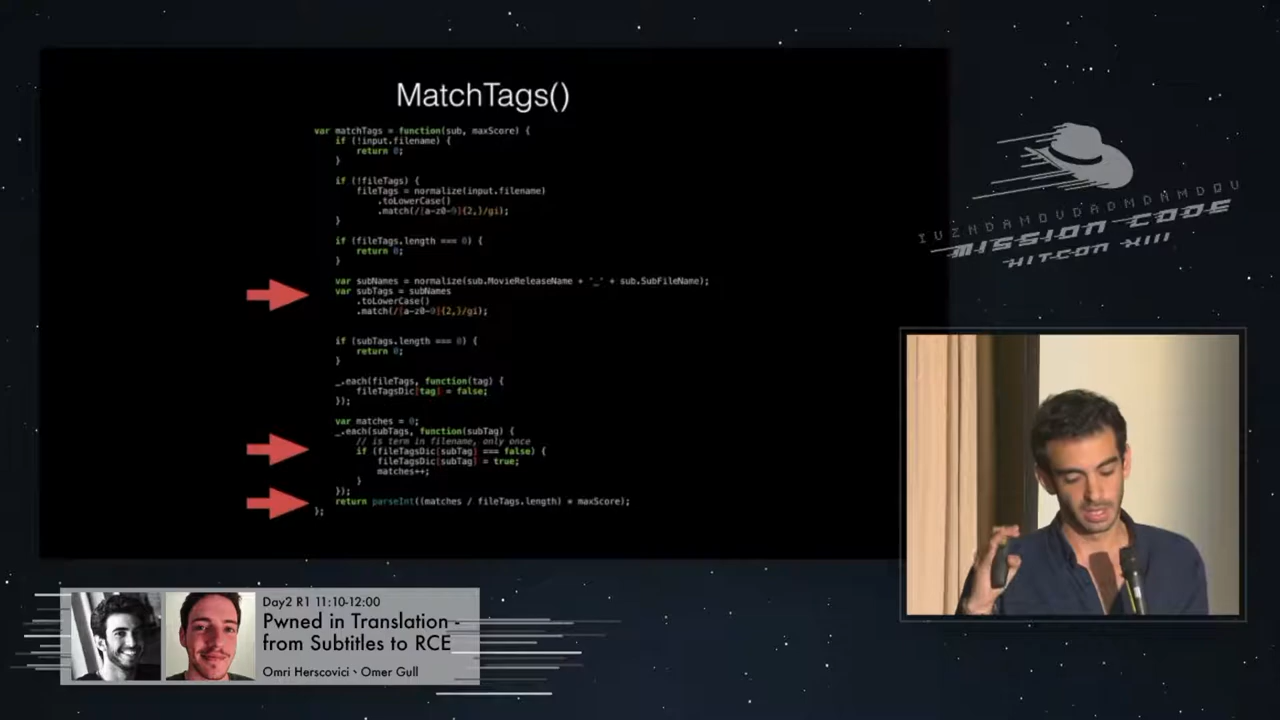 MatchTags()
var matchTags = function(sub, maxScore) {
if (!input.filename) {
return 0;
}
if (!fileTags) {
fileTags = normalize(input.filename)
.toLowerCase()
.match(/[a-z0-9]{2,}/gi);
}
if (fileTags.length === 0) {
return 0;
}
var subNames = normalize(sub.MovieReleaseName + "_" + sub.SubFileName);
var subTags = subNames
.toLowerCase()
.match(/[a-z0-9]{2,}/gi);
if (subTags.length === 0) {
return 0;
}
_.each(fileTags, function(tag) {
fileTagsDic[tag] = false;
});
var matches = 0;
_.each(subTags, function(subTag) {
// is term in filename, only once
if (fileTagsDic[subTag] === false) {
fileTagsDic[subTag] = true;
matches++;
}
});
return parseInt((matches / fileTags.length) * maxScore);
};
IUZHDAMOUDADMDAMDQU
MISSION CODE
HITCON XIII
Day2 R1 11:10-12:00
Pwned in Translation -
from Subtitles to RCE
Omri Herscovici、Omer Gull